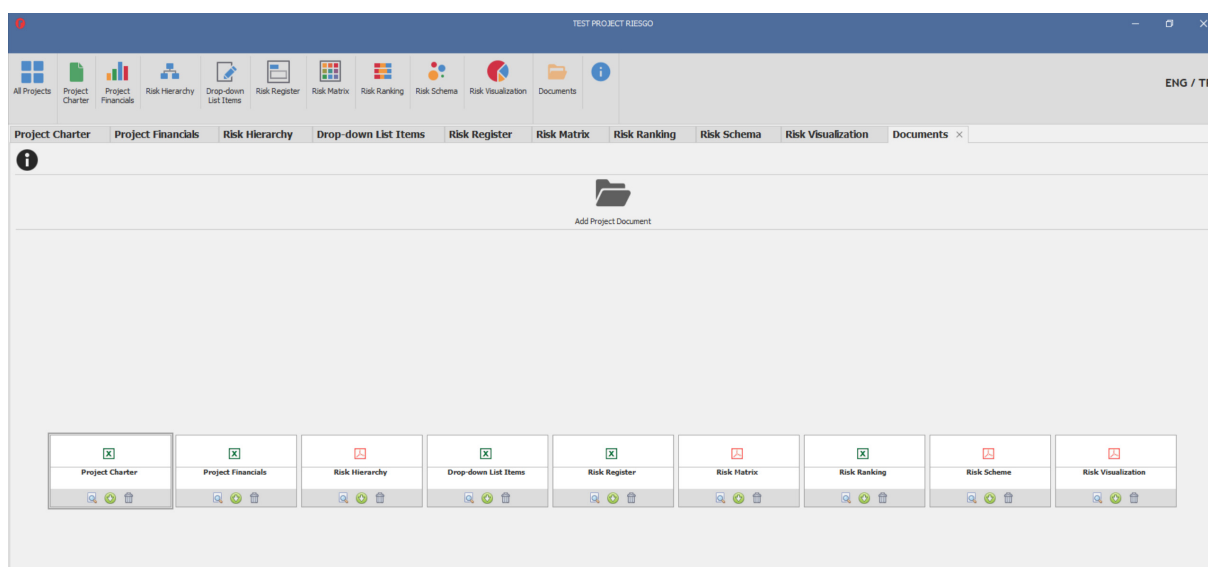 TEST PROJECT RIESGO
All Projects
Project Charter
Project Financials
Risk Hierarchy
Drop-down List Items
Risk Register
Risk Matrix
Risk Ranking
Risk Schema
Risk Visualization
Documents
ENG / TI
Project Charter Project Financials Risk Hierarchy Drop-down List Items Risk Register Risk Matrix Risk Ranking Risk Schema Risk Visualization Documents ×
Add Project Document
Project Charter Project Financials Risk Hierarchy Drop-down List Items Risk Register Risk Matrix Risk Ranking Risk Scheme Risk Visualization